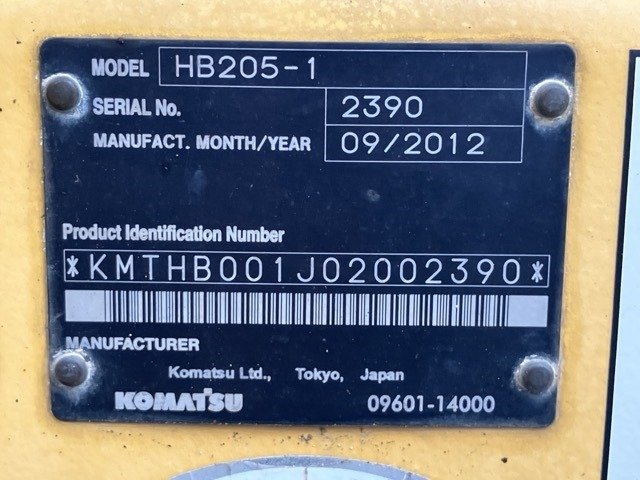 MODEL HB205-1
SERIAL No. 2390
MANUFACT. MONTH/YEAR 09/2012
Product Identification Number
*KMTHB001J02002390*
MANUFACTURER
Komatsu Ltd., Tokyo, Japan
KOMATSU 09601-14000